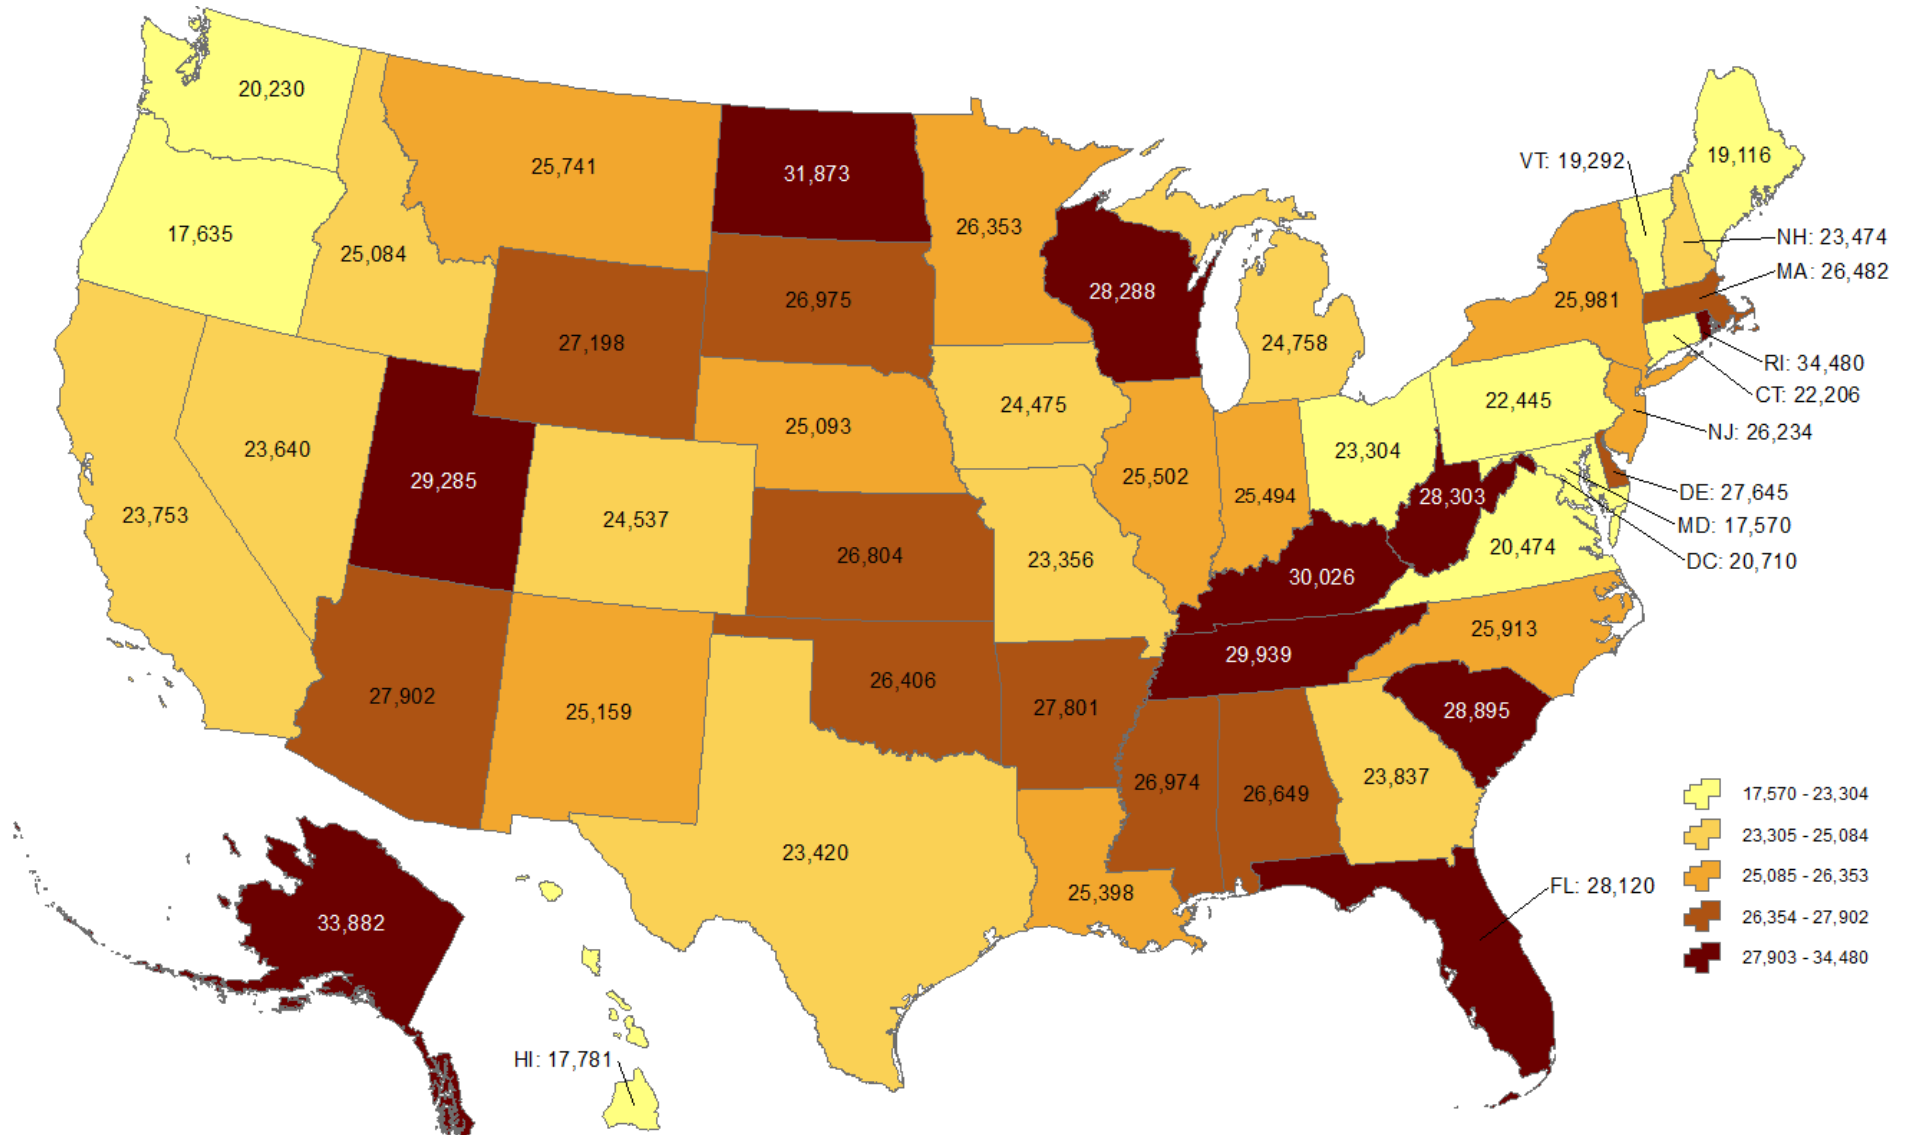 20,230
19,116
VT: 19,292
25,741
31,873
17,635
26,353
NH: 23,474
25,084
MA: 26,482
28,288
26,975
25,981
27,198
24,758
RI: 34,480
CT: 22,206
22,445
24,475
25,093
NJ: 26,234
23,640
23,304
29,285
25,502
25,494
28,303
DE: 27,645
23,753
24,537
MD: 17,570
20,474
26,804
23,356
DC: 20,710
30,026
25,913
29,939
26,406
27,902
27,801
25,159
28,895
23,837
26,974
26,649
17,570 - 23,304
23,305 - 25,084
23,420
25,085 - 26,353
FL: 28,120
25,398
26,354 - 27,902
33,882
27,903 - 34,480
HI: 17,781